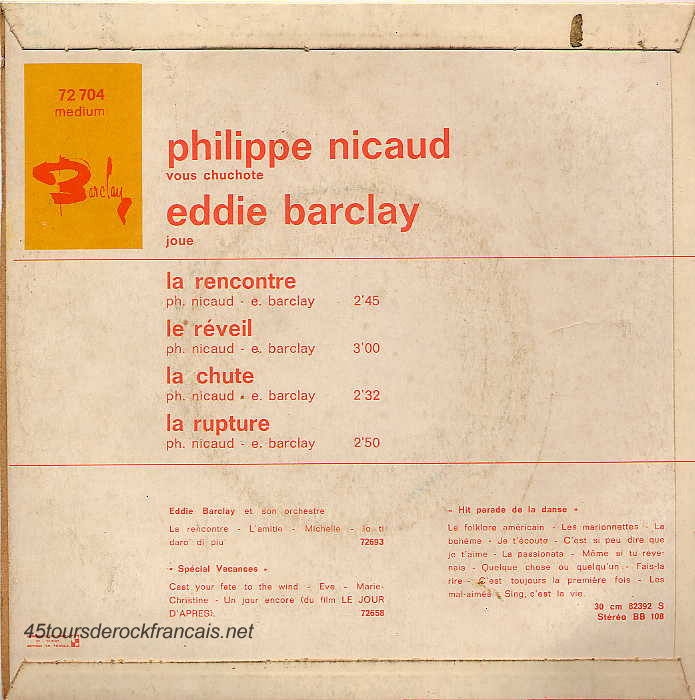 72 704
medium
Barclay
philippe nicaud
vous chuchote
eddie barclay
joue
la rencontre
ph. nicaud - e. barclay 2'45
le réveil
ph. nicaud - e. barclay 3'00
la chute
ph. nicaud - e. barclay 2'32
la rupture
ph. nicaud - e. barclay 2'50
Eddie Barclay et son orchestre
La rencontre - L'amitié - Michelle - Io ti
daro' di piu' 72693
« Spécial Vacances »
Cast your fate to the wind - Eve - Marie-
Christine - Un jour encore (du film LE JOUR
D'APRES). 72658
« Hit parade de la danse »
Le folklore américain - Les marionnettes - La
bohème - Je t'écoute - C'est si peu dire que
je t'aime - La passionata - Même si tu reve-
nais - Quelque chose ou quelqu'un - Fais-la
rire - C'est toujours la première fois - Les
mal-aimés - Sing, c'est la vie.
30 cm 82392 S
Stéréo BB 108
45toursderockfrancais.net